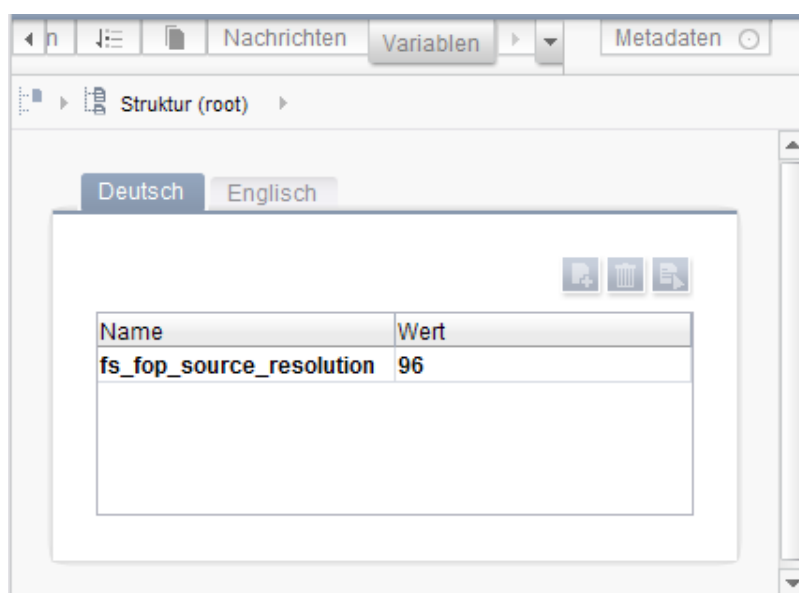 n Nachrichten Variablen Metadaten
Struktur (root)
Deutsch Englisch
Name Wert
fs_fop_source_resolution 96